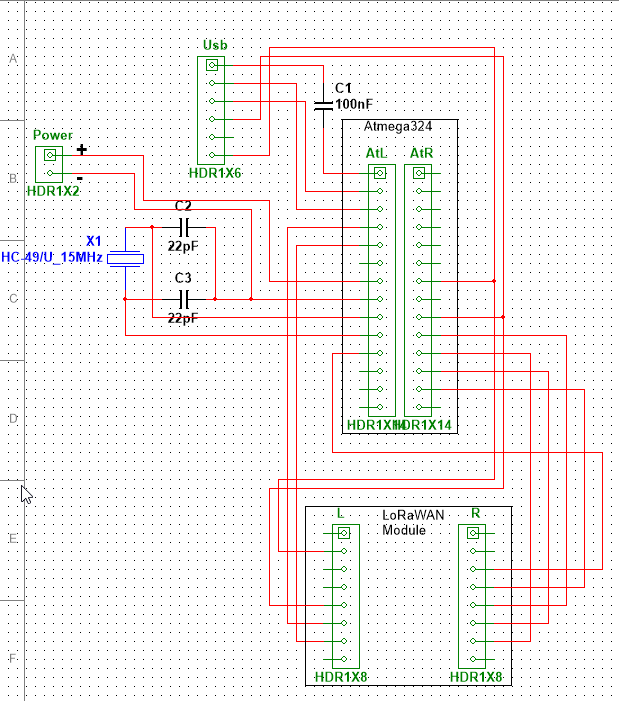 A
Usb
C1
100nF
Atmega324
Power
+
AtL
AtR
B
-
HDR1X6
HDR1X2
C2
22pF
X1
HC-49/U_15MHz
C3
C
22pF
D
HDR1X14
HDR1X14
L
LoRaWAN
Module
R
E
F
HDR1X8
HDR1X8